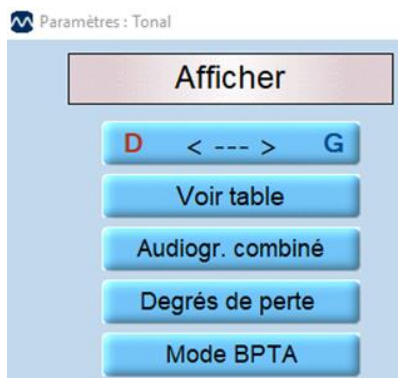 Paramètres : Tonal
Afficher
D < --- > G
Voir table
Audiogr. combiné
Degrés de perte
Mode BPTA